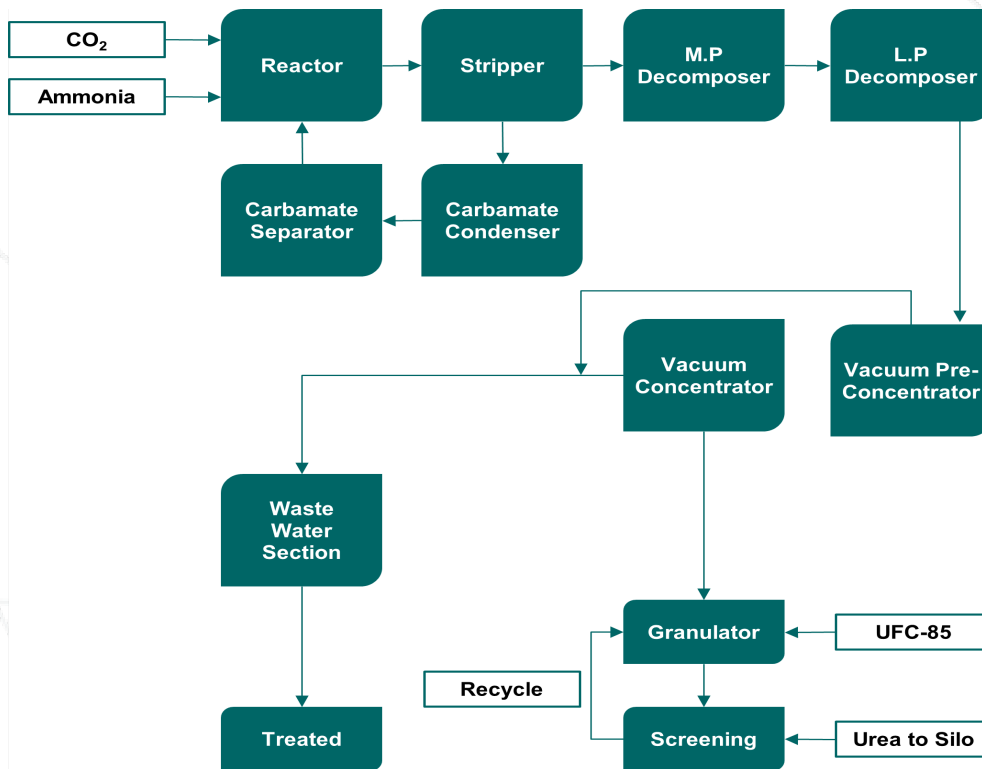 CO₂
Ammonia
Reactor
Stripper
M.P
Decomposer
L.P
Decomposer
Carbamate
Separator
Carbamate
Condenser
Vacuum
Concentrator
Vacuum Pre-
Concentrator
Waste
Water
Section
Granulator
UFC-85
Recycle
Treated
Screening
Urea to Silo